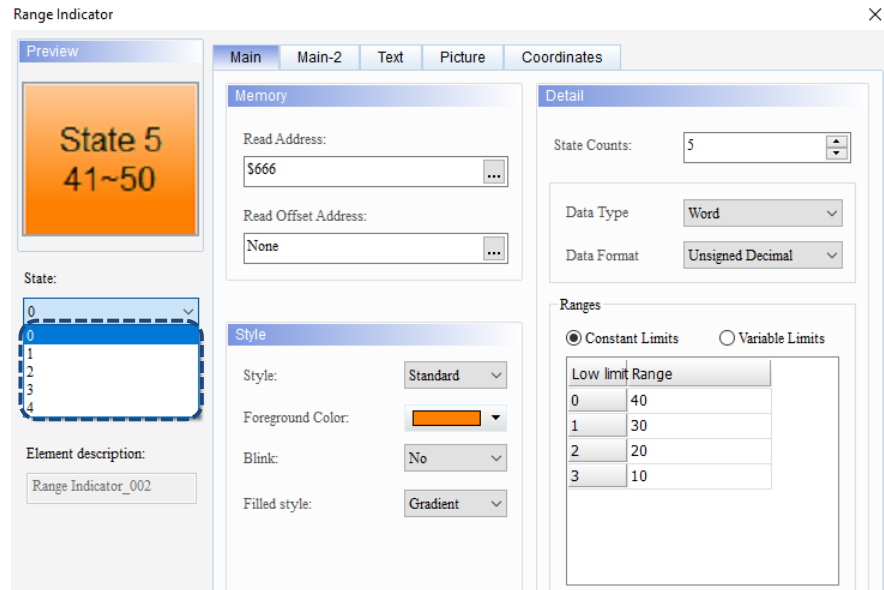 Range Indicator
Preview
State 5
41~50
State:
0
0
1
2
3
4
Element description:
Range Indicator_002
Main
Main-2
Text
Picture
Coordinates
Memory
Read Address:
$666
...
Read Offset Address:
None
...
Style
Style:
Standard
Foreground Color:
Blink:
No
Filled style:
Gradient
Detail
State Counts:
5
Data Type
Word
Data Format
Unsigned Decimal
Ranges
Constant Limits
Variable Limits
Low limit Range
0 40
1 30
2 20
3 10